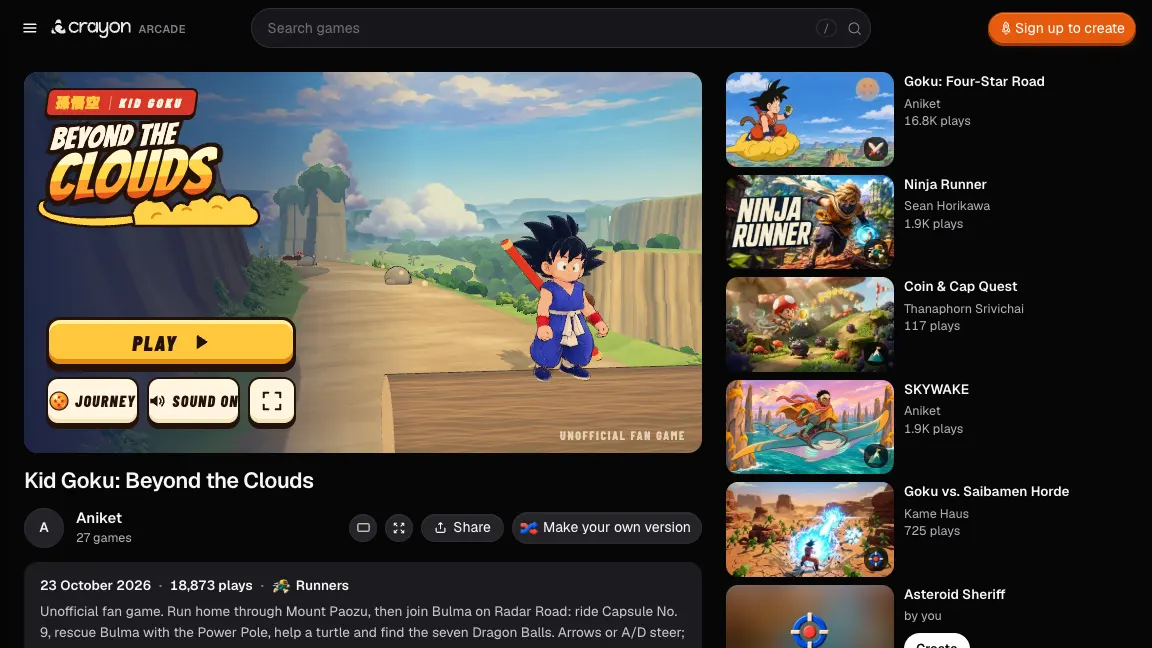 crayon ARCADE
Search games
/
Sign up to create
孫悟空 | KID GOKU
BEYOND THE
CLOUDS
PLAY
JOURNEY
SOUND ON
UNOFFICIAL FAN GAME
Kid Goku: Beyond the Clouds
A
Aniket
27 games
Share
Make your own version
23 October 2026 · 18,873 plays · Runners
Unofficial fan game. Run home through Mount Paozu, then join Bulma on Radar Road: ride Capsule No.
9, rescue Bulma with the Power Pole, help a turtle and find the seven Dragon Balls. Arrows or A/D steer;
Goku: Four-Star Road
Aniket
16.8K plays
NINJA
RUNNER
Ninja Runner
Sean Horikawa
1.9K plays
Coin & Cap Quest
Thanaphorn Srivichai
117 plays
SKYWAKE
Aniket
1.9K plays
Goku vs. Saibamen Horde
Kame Haus
725 plays
Asteroid Sheriff
by you
Create